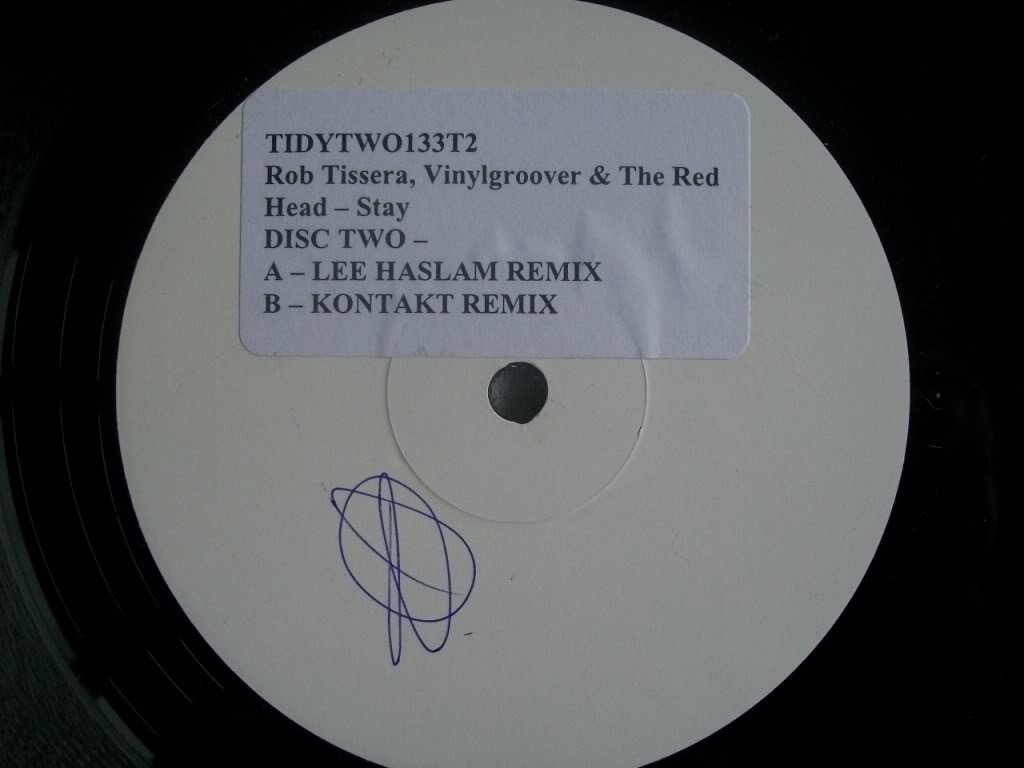 TIDYTWO133T2
Rob Tissera, Vinylgroover & The Red
Head – Stay
DISC TWO –
A – LEE HASLAM REMIX
B – KONTAKT REMIX